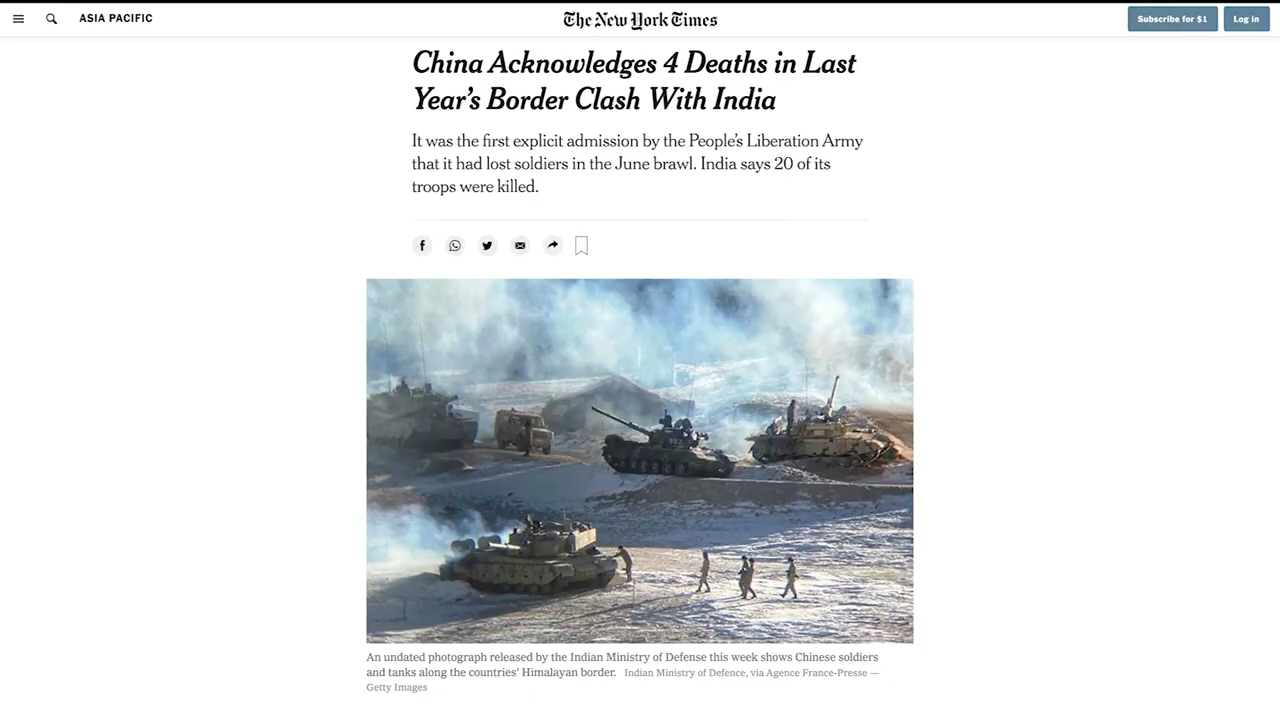 ASIA PACIFIC
The New York Times
Subscribe for $1
Log in
China Acknowledges 4 Deaths in Last
Year's Border Clash With India
It was the first explicit admission by the People's Liberation Army
that it had lost soldiers in the June brawl. India says 20 of its
troops were killed.
An undated photograph released by the Indian Ministry of Defense this week shows Chinese soldiers
and tanks along the countries' Himalayan border. Indian Ministry of Defence, via Agence France-Presse —
Getty Images